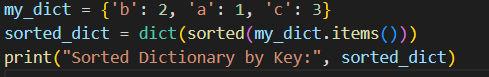 my_dict = {'b': 2, 'a': 1, 'c': 3}
sorted_dict = dict(sorted(my_dict.items()))
print("Sorted Dictionary by Key:", sorted_dict)